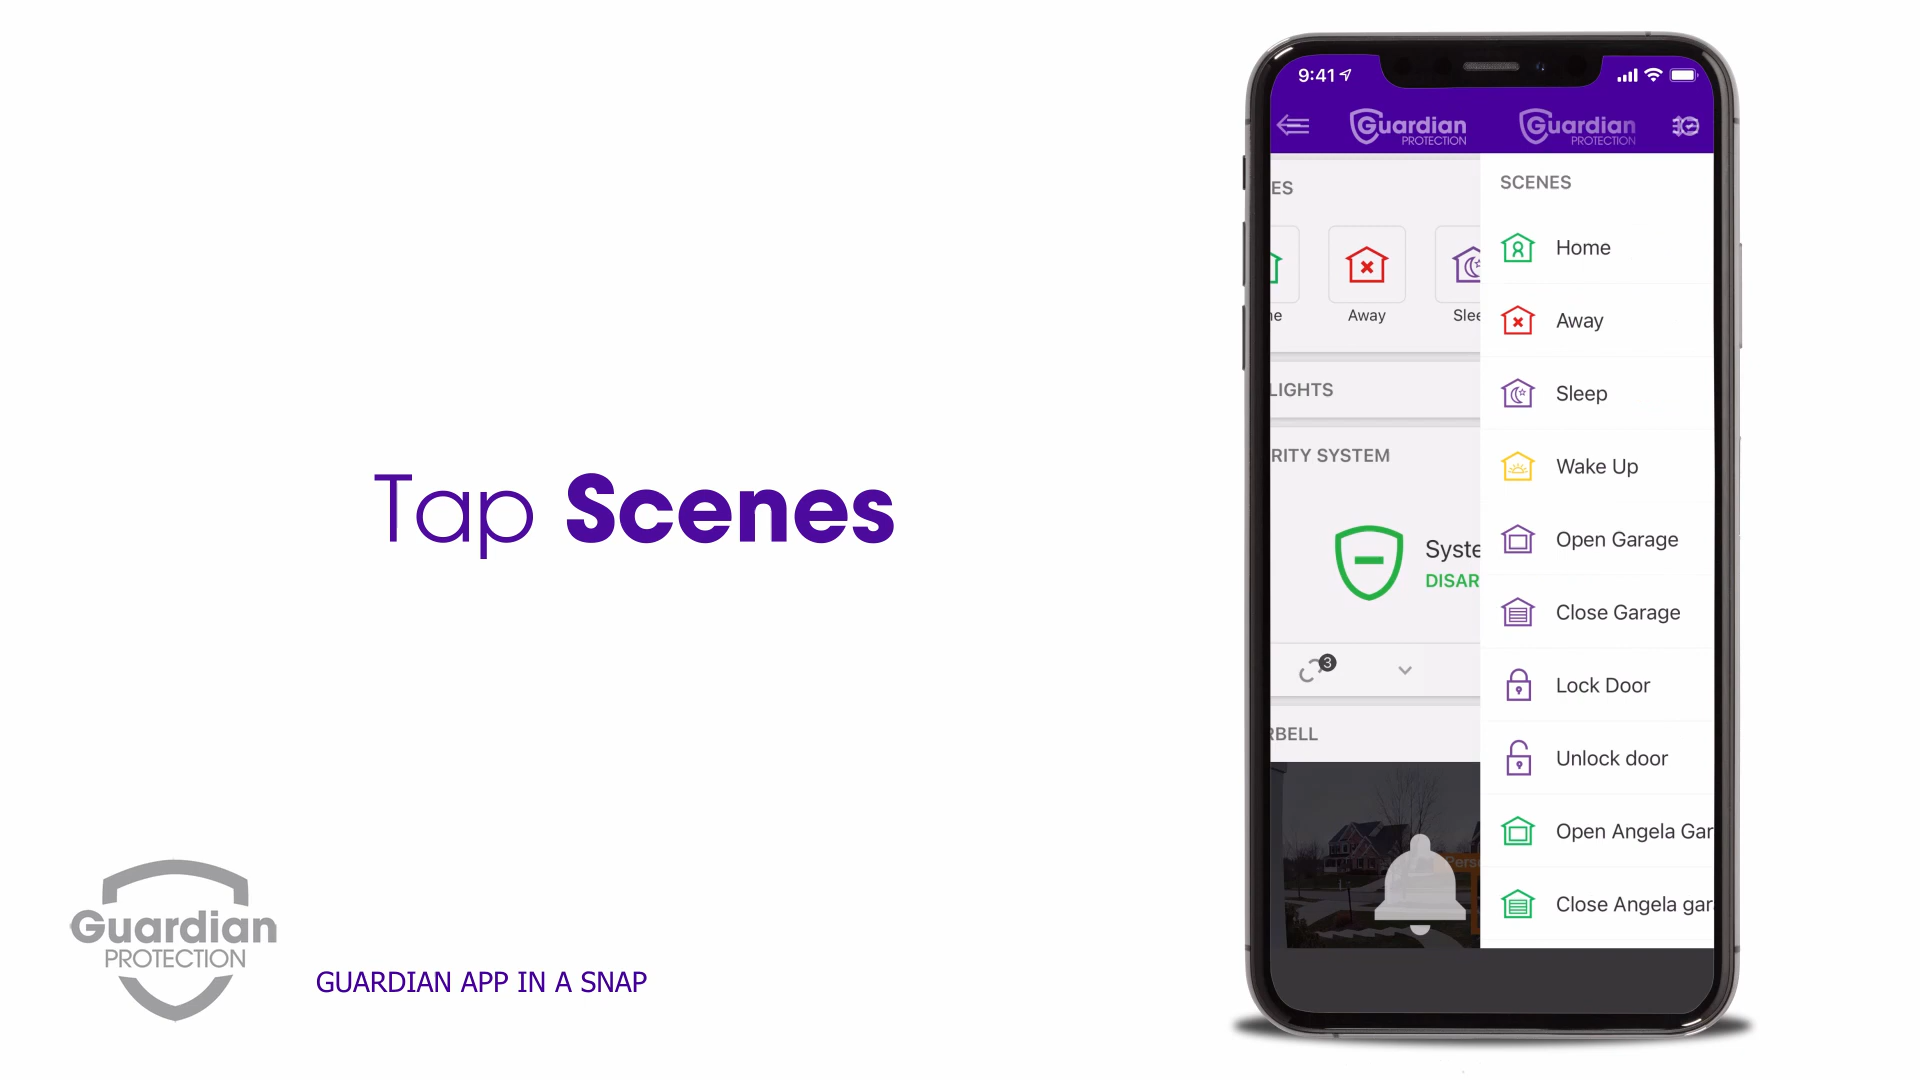 Tap Scenes
Guardian
PROTECTION
GUARDIAN APP IN A SNAP
9:41
Guardian
PROTECTION
Guardian
PROTECTION
ES
Away
Slee
LIGHTS
RITY SYSTEM
Syste
DISAR
3
RBELL
Pers
SCENES
Home
Away
Sleep
Wake Up
Open Garage
Close Garage
Lock Door
Unlock door
Open Angela Gar
Close Angela gar